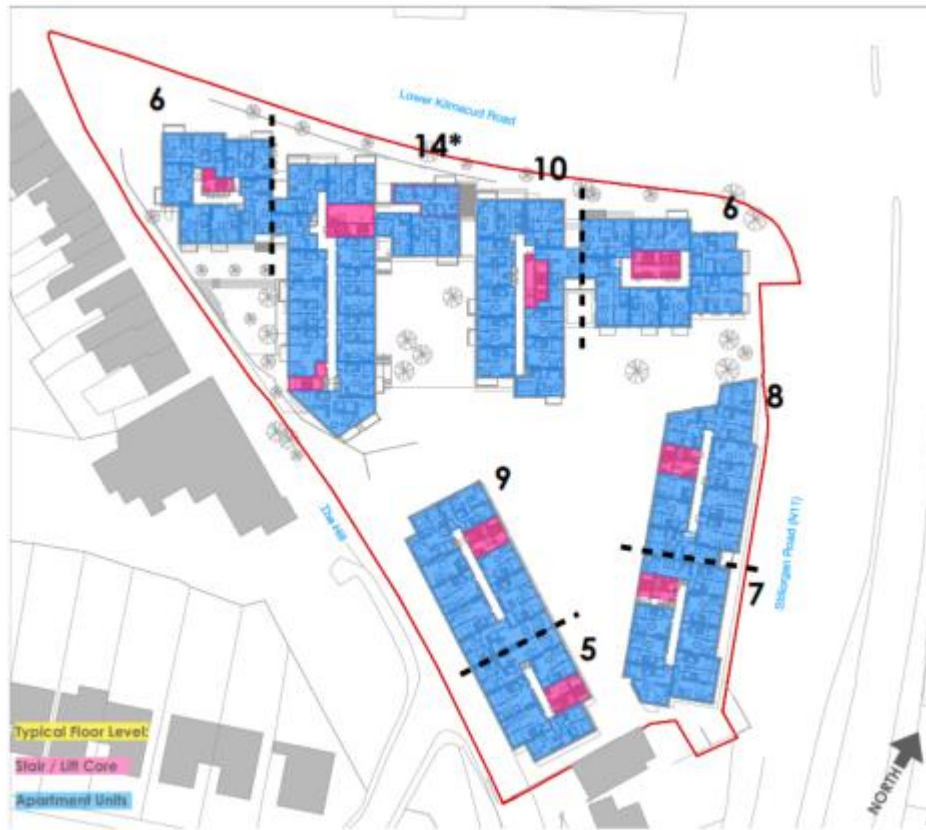 Lower Kilmacud Road
6
14*
10
6
8
9
The Hill
Stillorgan Road (N11)
7
5
Typical Floor Level:
Stair / Lift Core
Apartment Units
NORTH